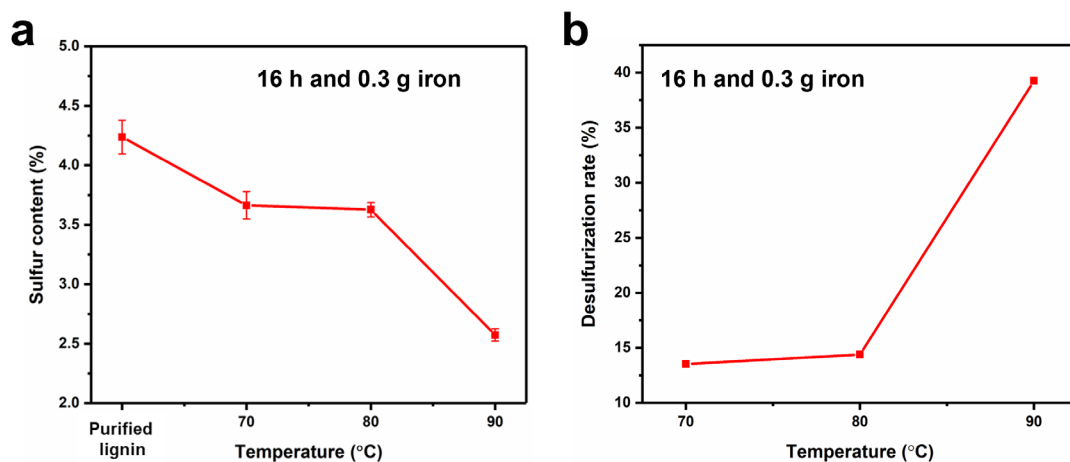 a
5.0
4.5
4.0
3.5
3.0
2.5
2.0
Sulfur content (%)
16 h and 0.3 g iron
Purified
lignin
70
80
90
Temperature (°C)
b
40
35
30
25
20
15
10
Desulfurization rate (%)
16 h and 0.3 g iron
70
80
90
Temperature (°C)